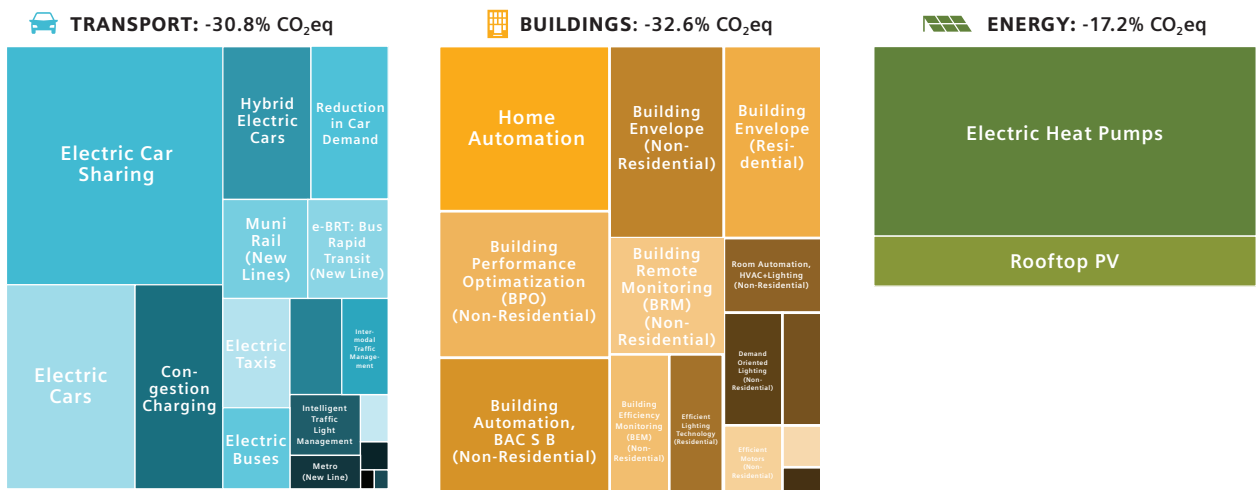 TRANSPORT: -30.8% CO₂eq
Electric Car
Sharing
Hybrid
Electric
Cars
Reduction
in Car
Demand
Muni
Rail
(New
Lines)
e-BRT: Bus
Rapid
Transit
(New Line)
Electric
Cars
Con-
gestion
Charging
Electric
Taxis
Inter-
modal
Traffic
Manage-
ment
Electric
Buses
Intelligent
Traffic
Light
Management
Metro
(New Line)
BUILDINGS: -32.6% CO₂eq
Home
Automation
Building
Envelope
(Non-
Residential)
Building
Envelope
(Resi-
dential)
Building
Performance
Optimatization
(BPO)
(Non-Residential)
Building
Remote
Monitoring
(BRM)
(Non-
Residential)
Room Automation,
HVAC+Lighting
(Non-Residential)
Demand
Oriented
Lighting
(Non-
Residential)
Building
Automation,
BAC S B
(Non-Residential)
Building
Efficiency
Monitoring
(BEM)
(Non-
Residential)
Efficient
Lighting
Technology
(Residential)
Efficient
Motors
(Non-
Residential)
ENERGY: -17.2% CO₂eq
Electric Heat Pumps
Rooftop PV